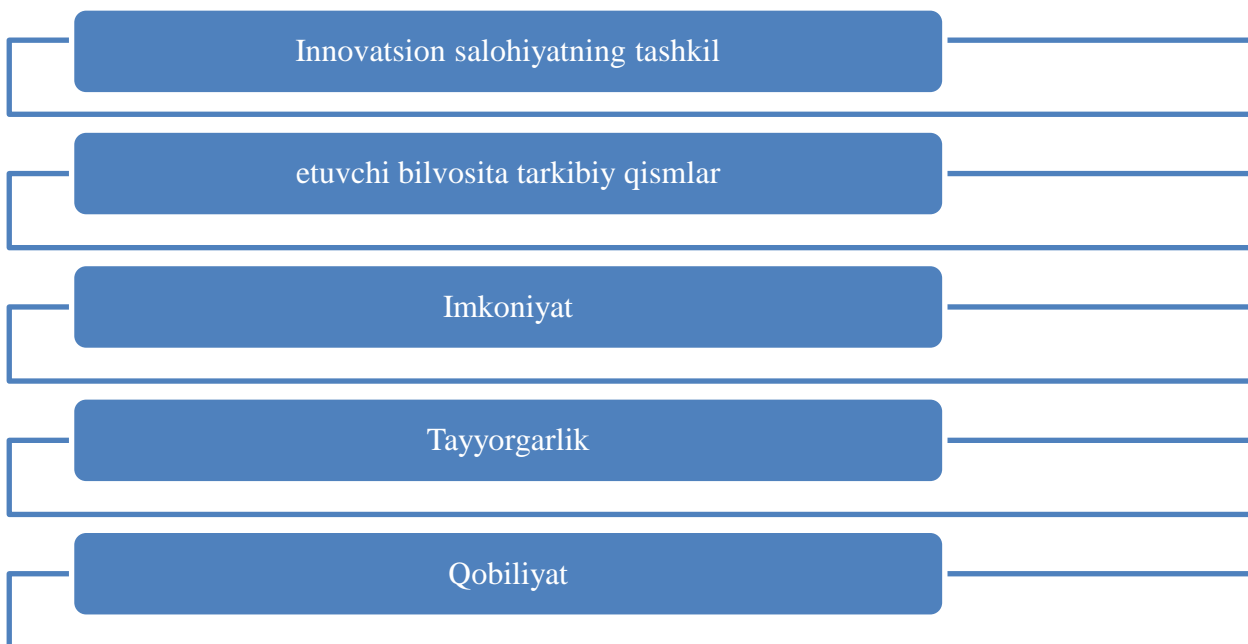 Innovatsion salohiyatning tashkil
etuvchi bilvosita tarkibiy qismlar
Imkoniyat
Tayyorgarlik
Qobiliyat